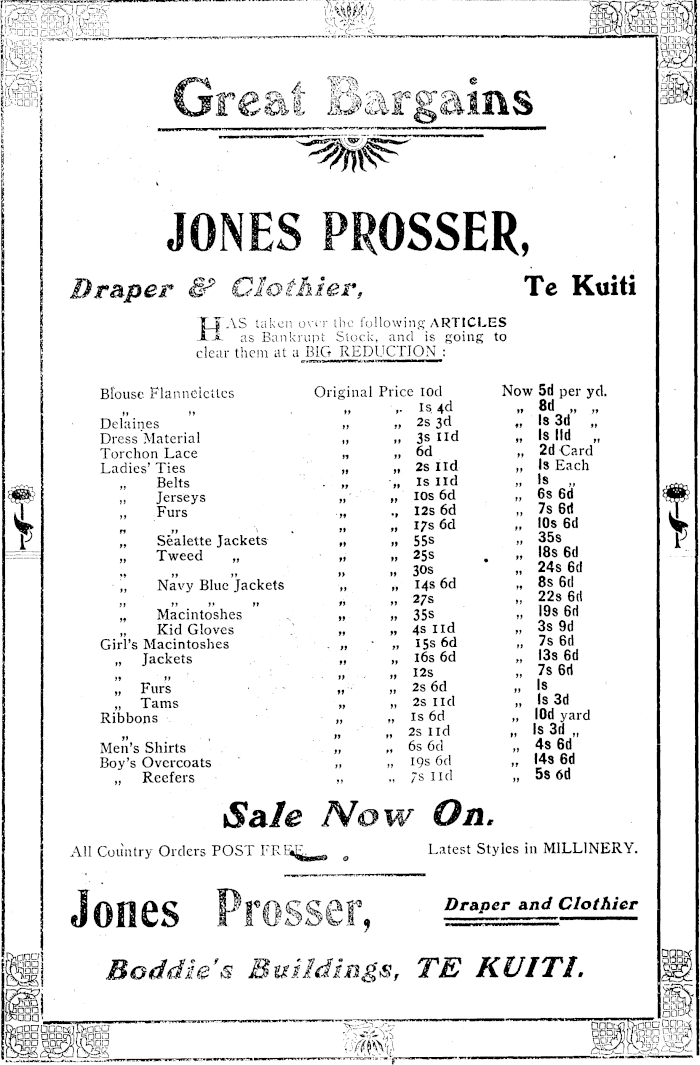 Great Bargains
JONES PROSSER,
Draper & Clothier, Te Kuiti
HAS taken over the following ARTICLES
as Bankrupt Stock, and is going to
clear them at a BIG REDUCTION :
Blouse Flannelettes Original Price 10d Now 5d per yd.
„ „ „ „ 1s 4d „ 8d „ „
Delaines „ „ 2s 3d „ 1s 3d „
Dress Material „ „ 3s 11d „ 1s 11d „
Torchon Lace „ „ 6d „ 2d Card
Ladies' Ties „ „ 2s 11d „ 1s Each
„ Belts „ „ 1s 11d „ 1s „
„ Jerseys „ „ 10s 6d „ 6s 6d
„ Furs „ „ 12s 6d „ 7s 6d
„ „ „ „ 17s 6d „ 10s 6d
„ Sealette Jackets „ „ 55s „ 35s
„ Tweed „ „ „ 25s „ 18s 6d
„ „ „ „ „ 30s „ 24s 6d
„ Navy Blue Jackets „ „ 14s 6d „ 8s 6d
„ „ „ „ „ „ 27s „ 22s 6d
„ Macintoshes „ „ 35s „ 19s 6d
„ Kid Gloves „ „ 4s 11d „ 3s 9d
Girl's Macintoshes „ „ 15s 6d „ 7s 6d
„ Jackets „ „ 16s 6d „ 13s 6d
„ „ „ „ 12s „ 7s 6d
„ Furs „ „ 2s 6d „ 1s
„ Tams „ „ 2s 11d „ 1s 3d
Ribbons „ „ 1s 6d „ 10d yard
„ „ „ 2s 11d „ 1s 3d „
Men's Shirts „ „ 6s 6d „ 4s 6d
Boy's Overcoats „ „ 19s 6d „ 14s 6d
„ Reefers „ „ 7s 11d „ 5s 6d
Sale Now On.
All Country Orders POST FREE. Latest Styles in MILLINERY.
Jones Prosser, Draper and Clothier
Boddie's Buildings, TE KUITI.